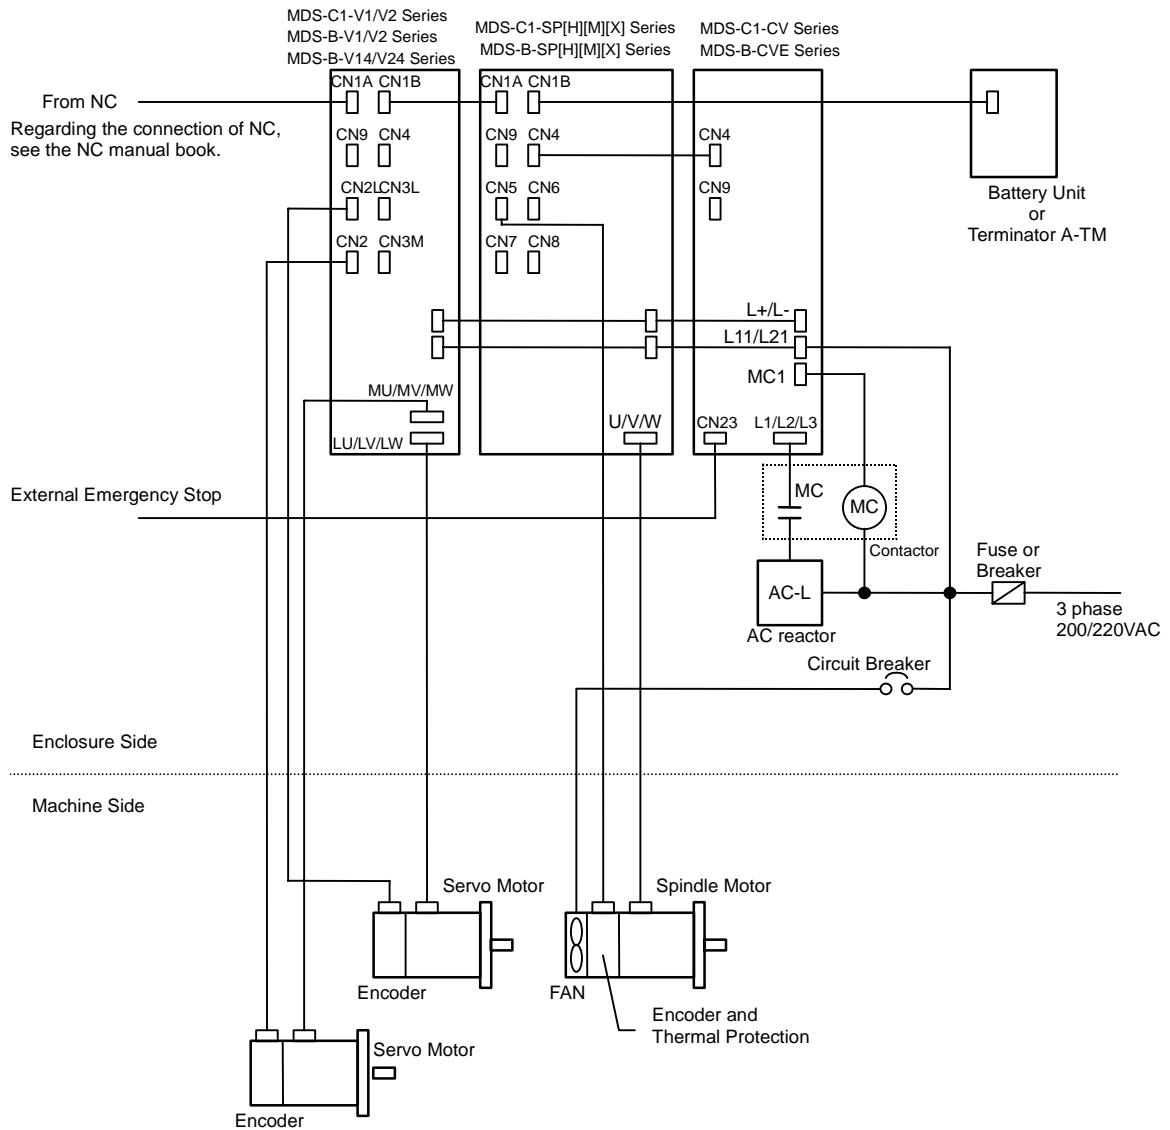 MDS-C1-V1/V2 Series
MDS-B-V1/V2 Series
MDS-B-V14/V24 Series
MDS-C1-SP[H][M][X] Series
MDS-B-SP[H][M][X] Series
MDS-C1-CV Series
MDS-B-CVE Series
CN1A CN1B
CN1A CN1B
From NC
Regarding the connection of NC,
see the NC manual book.
CN9 CN4
CN9 CN4
CN4
CN2L CN3L
CN5 CN6
CN9
Battery Unit
or
Terminator A-TM
CN2 CN3M
CN7 CN8
L+/L-
L11/L21
MC1
MU/MV/MW
LU/LV/LW
U/V/W
CN23
L1/L2/L3
External Emergency Stop
MC
MC
Contactor
Fuse or
Breaker
AC-L
3 phase
200/220VAC
AC reactor
Circuit Breaker
Enclosure Side
Machine Side
Servo Motor
Spindle Motor
Encoder
FAN
Encoder and
Thermal Protection
Servo Motor
Encoder